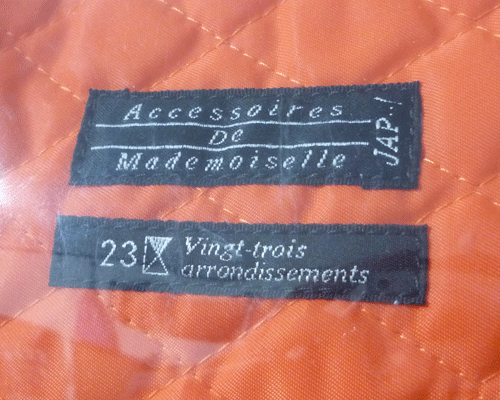 Accessoires
De
Mademoiselle
JAP.!
23 Vingt-trois
arrondissements